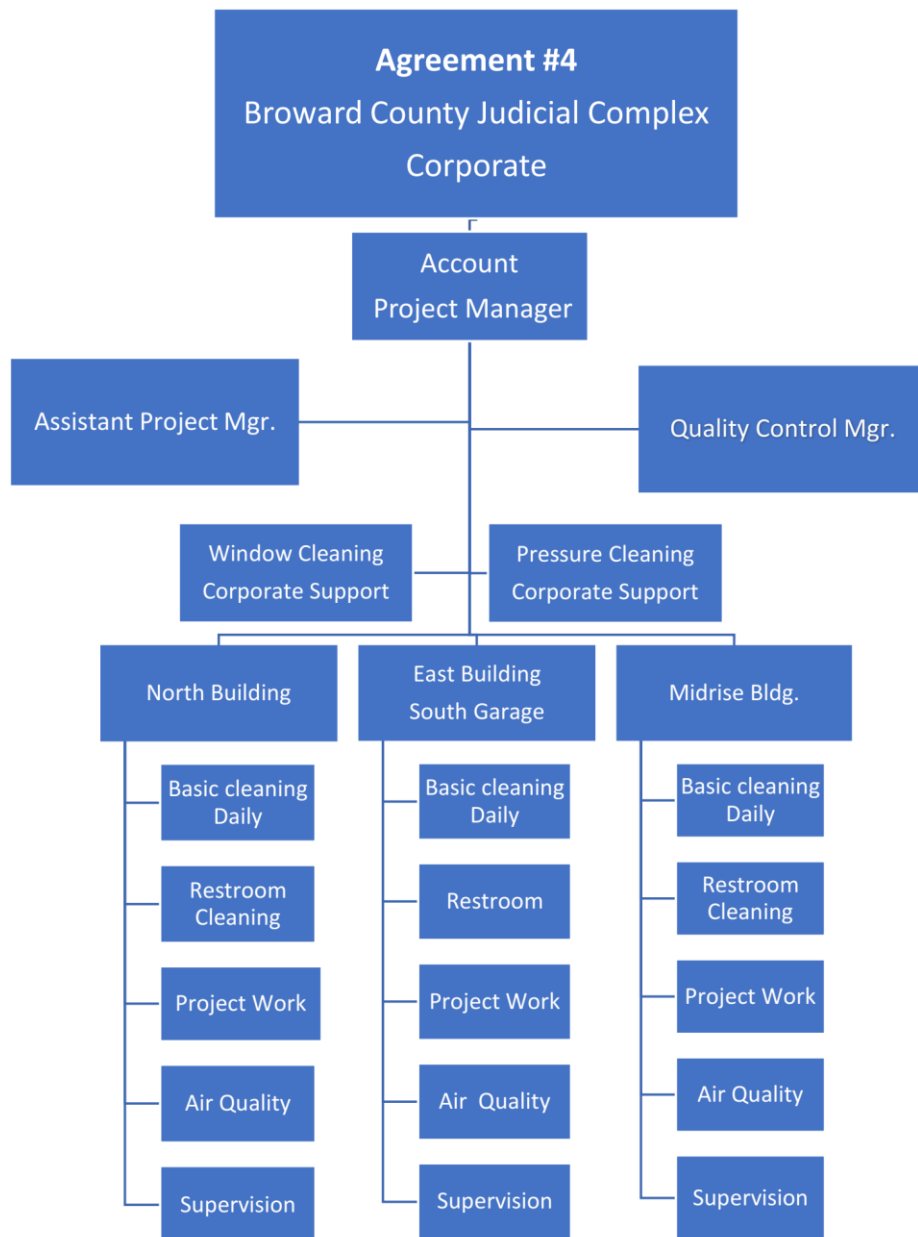 Agreement #4
Broward County Judicial Complex
Corporate
Account
Project Manager
Assistant Project Mgr.
Quality Control Mgr.
Window Cleaning
Corporate Support
Pressure Cleaning
Corporate Support
North Building
East Building
South Garage
Midrise Bldg.
Basic cleaning
Daily
Basic cleaning
Daily
Basic cleaning
Daily
Restroom
Cleaning
Restroom
Restroom
Cleaning
Project Work
Project Work
Project Work
Air Quality
Air Quality
Air Quality
Supervision
Supervision
Supervision